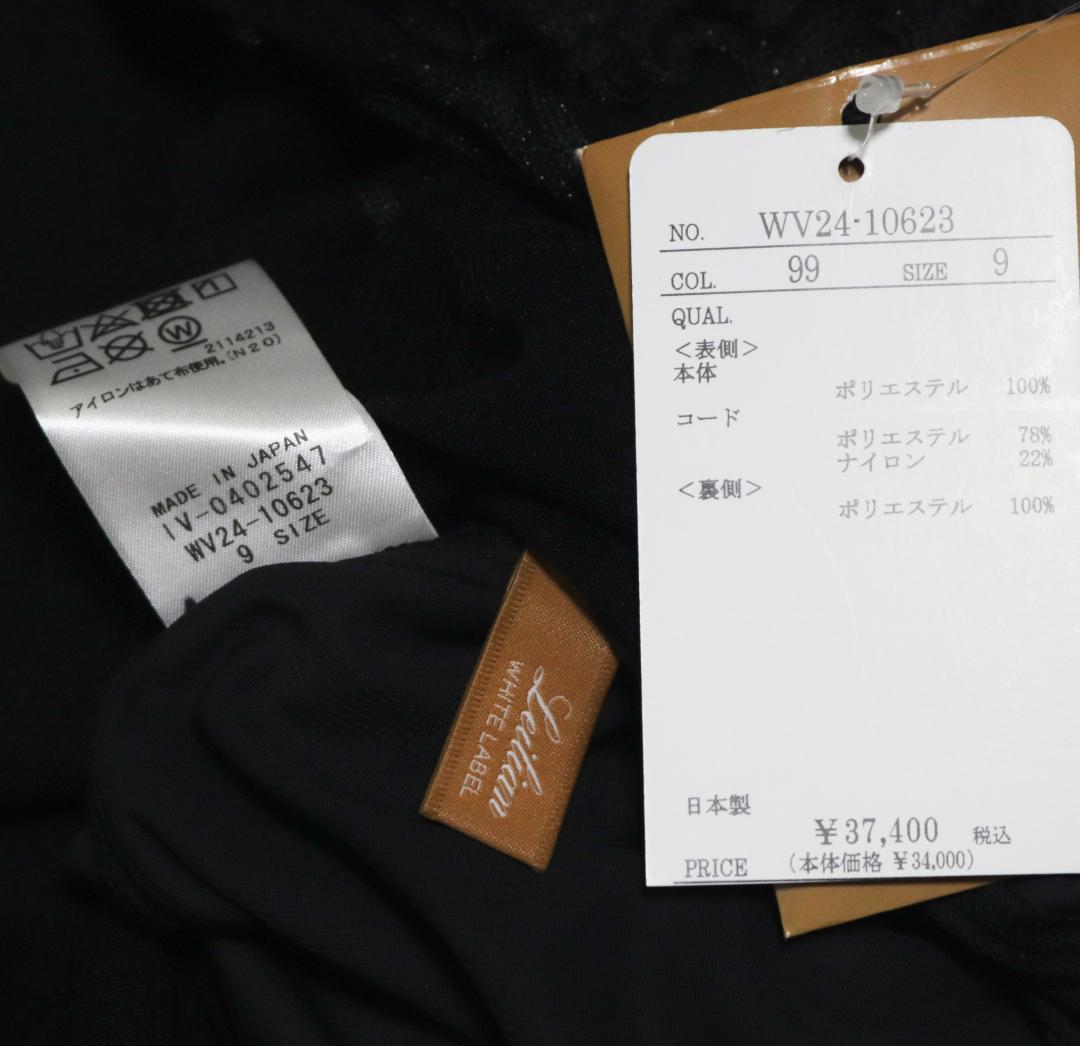 2114213
アイロンはあて布使用。(N20)
MADE IN JAPAN
IV-0402547
WV24-10623
9 SIZE
Leilian
WHITE LABEL
NO. WV24-10623
COL. 99 SIZE 9
QUAL.
<表側>
本体
ポリエステル 100%
コード
ポリエステル 78%
ナイロン 22%
<裏側>
ポリエステル 100%
日本製
¥37,400 税込
PRICE (本体価格 ¥34,000)